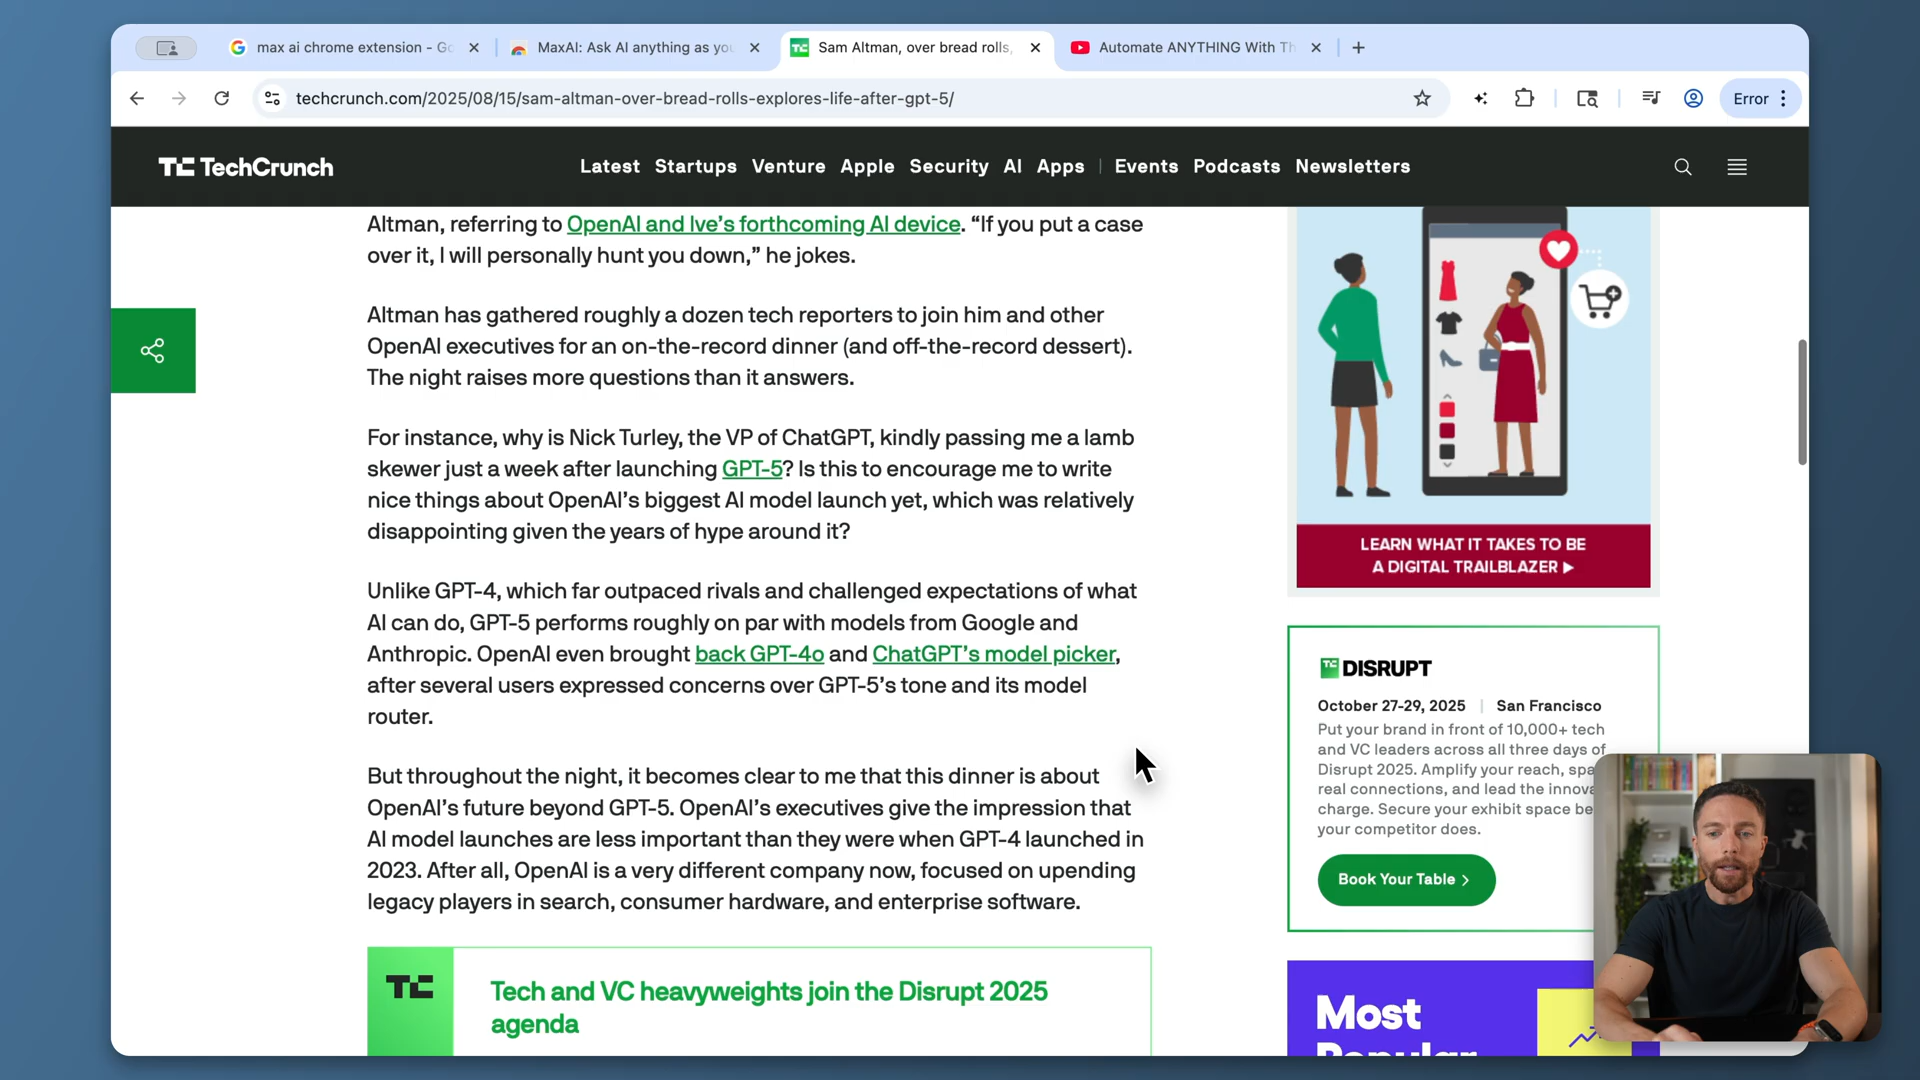 max ai chrome extension - Go
MaxAI: Ask AI anything as you
Sam Altman, over bread rolls,
Automate ANYTHING With Th
techcrunch.com/2025/08/15/sam-altman-over-bread-rolls-explores-life-after-gpt-5/
Error
TechCrunch
Latest Startups Venture Apple Security AI Apps | Events Podcasts Newsletters
Altman, referring to OpenAI and Ive’s forthcoming AI device. “If you put a case
over it, I will personally hunt you down,” he jokes.
Altman has gathered roughly a dozen tech reporters to join him and other
OpenAI executives for an on-the-record dinner (and off-the-record dessert).
The night raises more questions than it answers.
For instance, why is Nick Turley, the VP of ChatGPT, kindly passing me a lamb
skewer just a week after launching GPT-5? Is this to encourage me to write
nice things about OpenAI’s biggest AI model launch yet, which was relatively
disappointing given the years of hype around it?
Unlike GPT-4, which far outpaced rivals and challenged expectations of what
AI can do, GPT-5 performs roughly on par with models from Google and
Anthropic. OpenAI even brought back GPT-4o and ChatGPT’s model picker,
after several users expressed concerns over GPT-5’s tone and its model
router.
But throughout the night, it becomes clear to me that this dinner is about
OpenAI’s future beyond GPT-5. OpenAI’s executives give the impression that
AI model launches are less important than they were when GPT-4 launched in
2023. After all, OpenAI is a very different company now, focused on upending
legacy players in search, consumer hardware, and enterprise software.
TC
Tech and VC heavyweights join the Disrupt 2025
agenda
LEARN WHAT IT TAKES TO BE
A DIGITAL TRAILBLAZER ▶
TC DISRUPT
October 27-29, 2025 | San Francisco
Put your brand in front of 10,000+ tech
and VC leaders across all three days of
Disrupt 2025. Amplify your reach, spa
real connections, and lead the innova
charge. Secure your exhibit space be
your competitor does.
Book Your Table >
Most
Popular